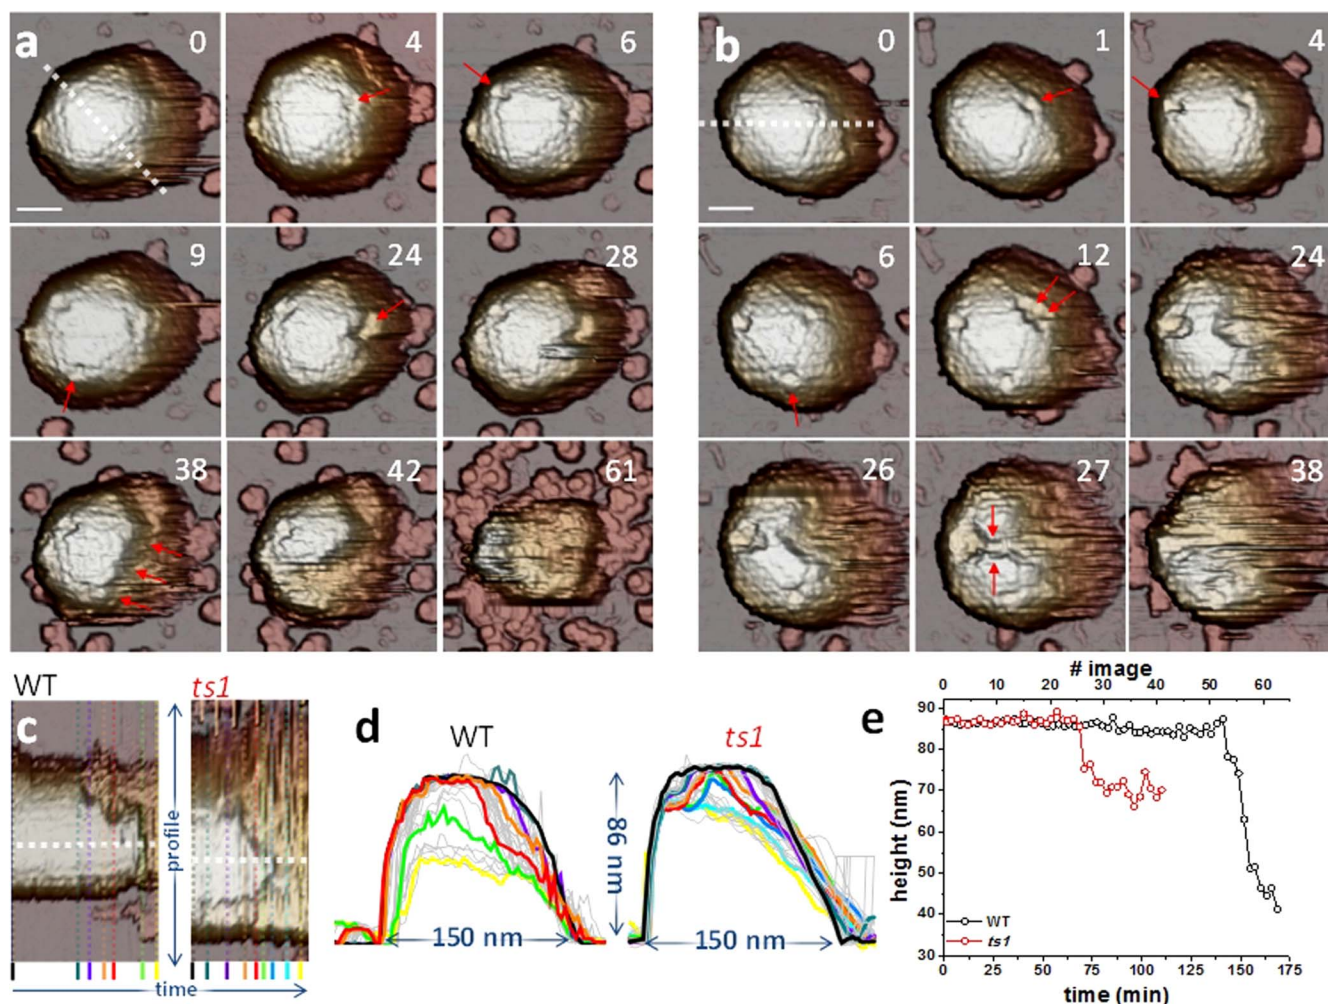 a
0
4
6
9
24
28
38
42
61
b
0
1
4
6
12
24
26
27
38
WT
ts1
c
profile
time
d
WT
ts1
86 nm
150 nm
150 nm
e
# image
0 10 20 30 40 50 60
90
80
70
60
50
40
30
height (nm)
WT
ts1
0 25 50 75 100 125 150 175
time (min)